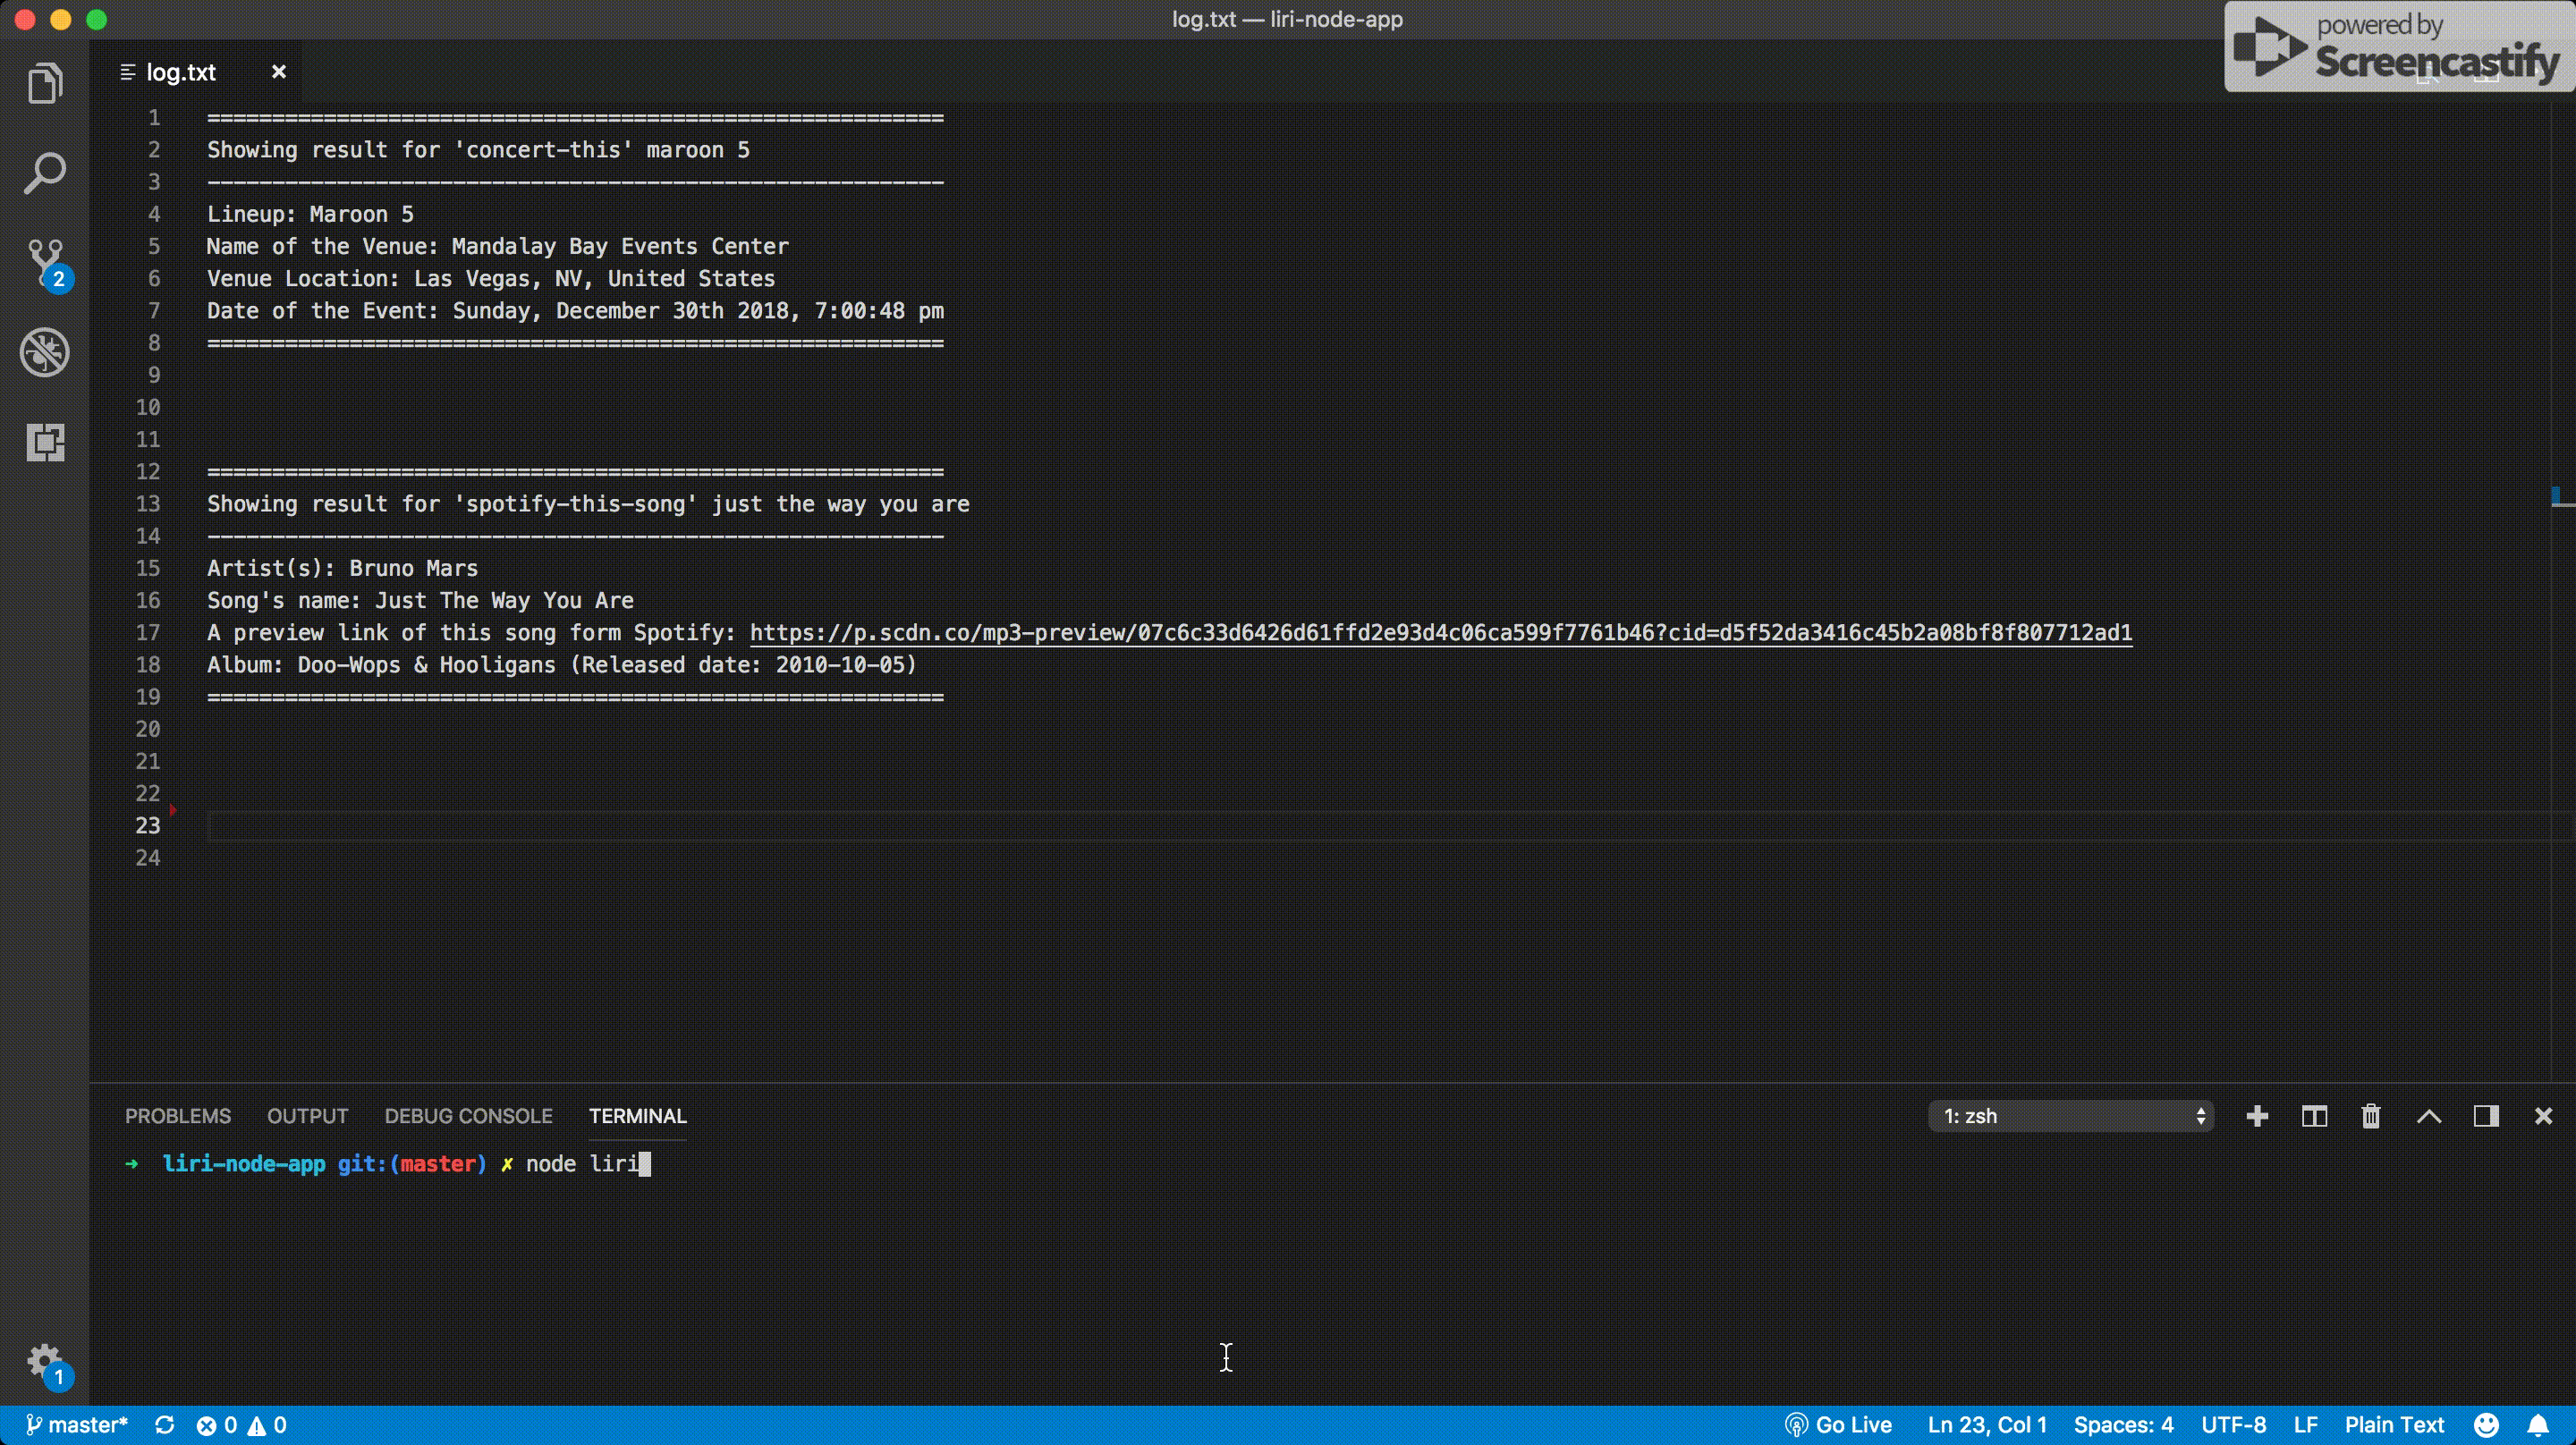 log.txt — liri-node-app
powered by
Screencastify
log.txt
1 =========================================================
2 Showing result for 'concert-this' maroon 5
3 ---------------------------------------------------------
4 Lineup: Maroon 5
5 Name of the Venue: Mandalay Bay Events Center
6 Venue Location: Las Vegas, NV, United States
7 Date of the Event: Sunday, December 30th 2018, 7:00:48 pm
8 =========================================================
9
10
11
12 =========================================================
13 Showing result for 'spotify-this-song' just the way you are
14 ---------------------------------------------------------
15 Artist(s): Bruno Mars
16 Song's name: Just The Way You Are
17 A preview link of this song form Spotify: https://p.scdn.co/mp3-preview/07c6c33d6426d61ffd2e93d4c06ca599f7761b46?cid=d5f52da3416c45b2a08bf8f807712ad1
18 Album: Doo-Wops & Hooligans (Released date: 2010-10-05)
19 =========================================================
20
21
22
23
24
2
PROBLEMS OUTPUT DEBUG CONSOLE TERMINAL 1: zsh
➜ liri-node-app git:(master) ✗ node liri
1
master* 0 0 Go Live Ln 23, Col 1 Spaces: 4 UTF-8 LF Plain Text